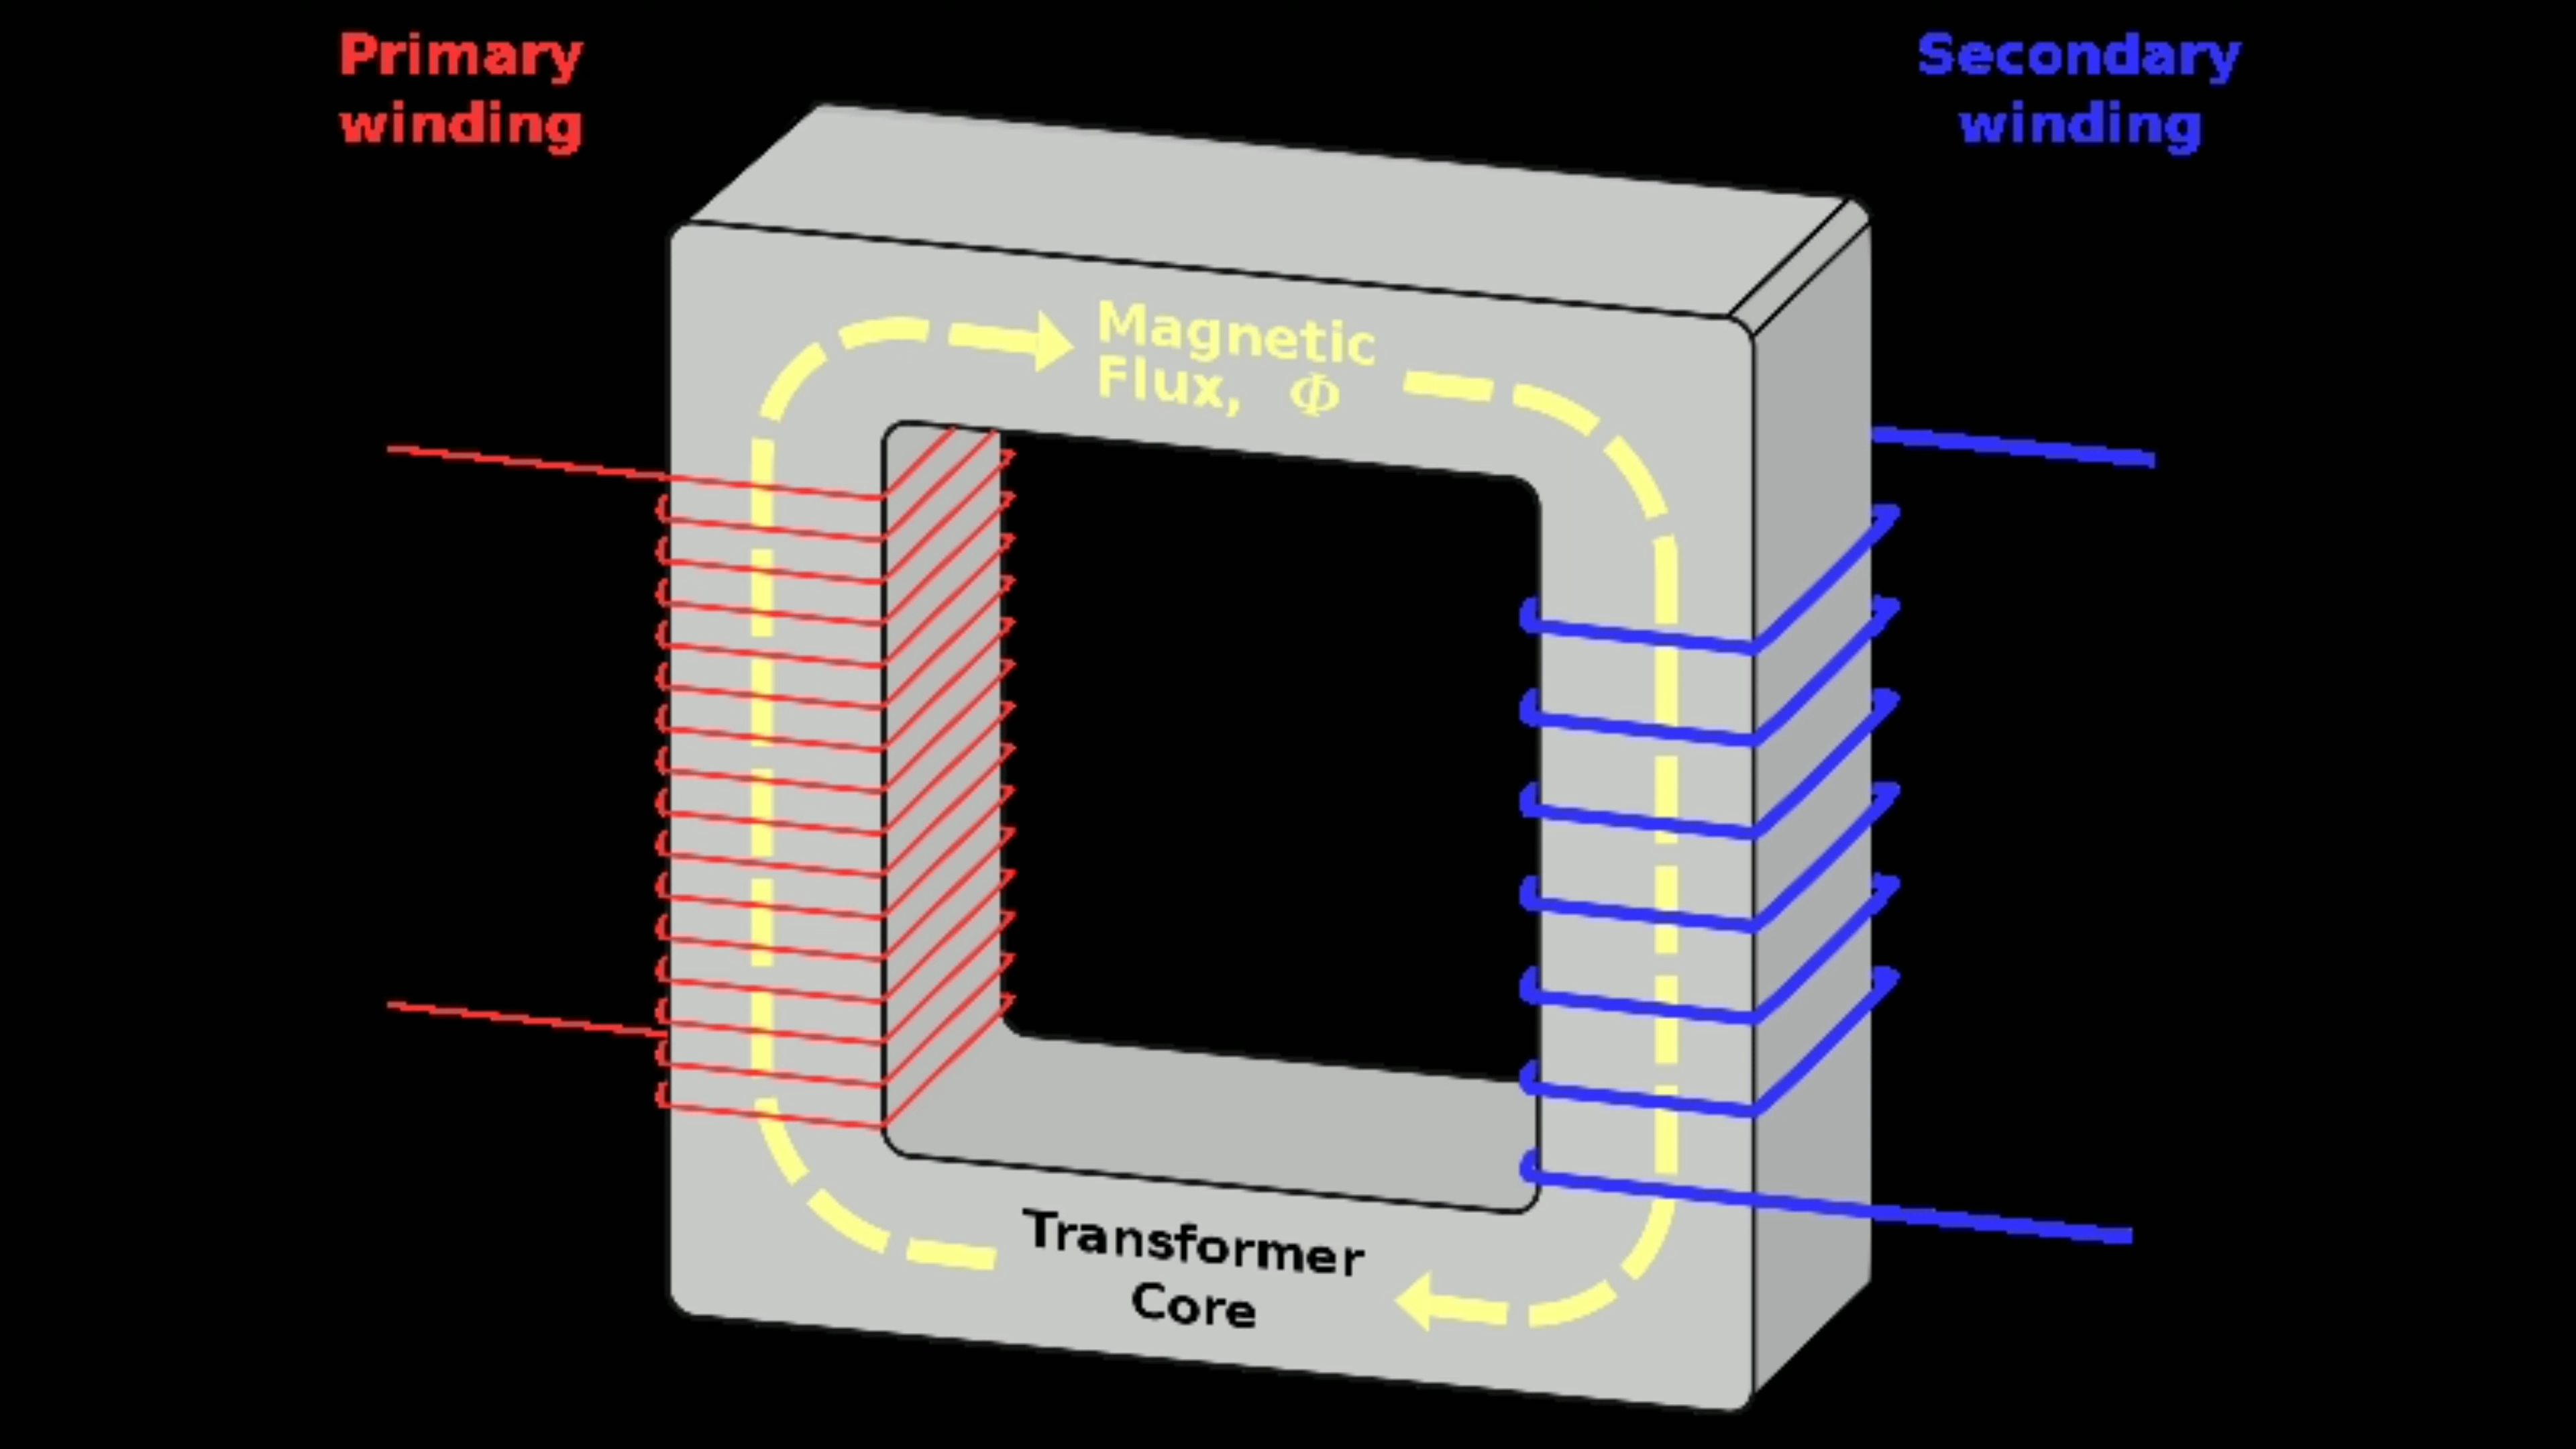 Primary
winding
Secondary
winding
Magnetic
Flux, Φ
Transformer
Core